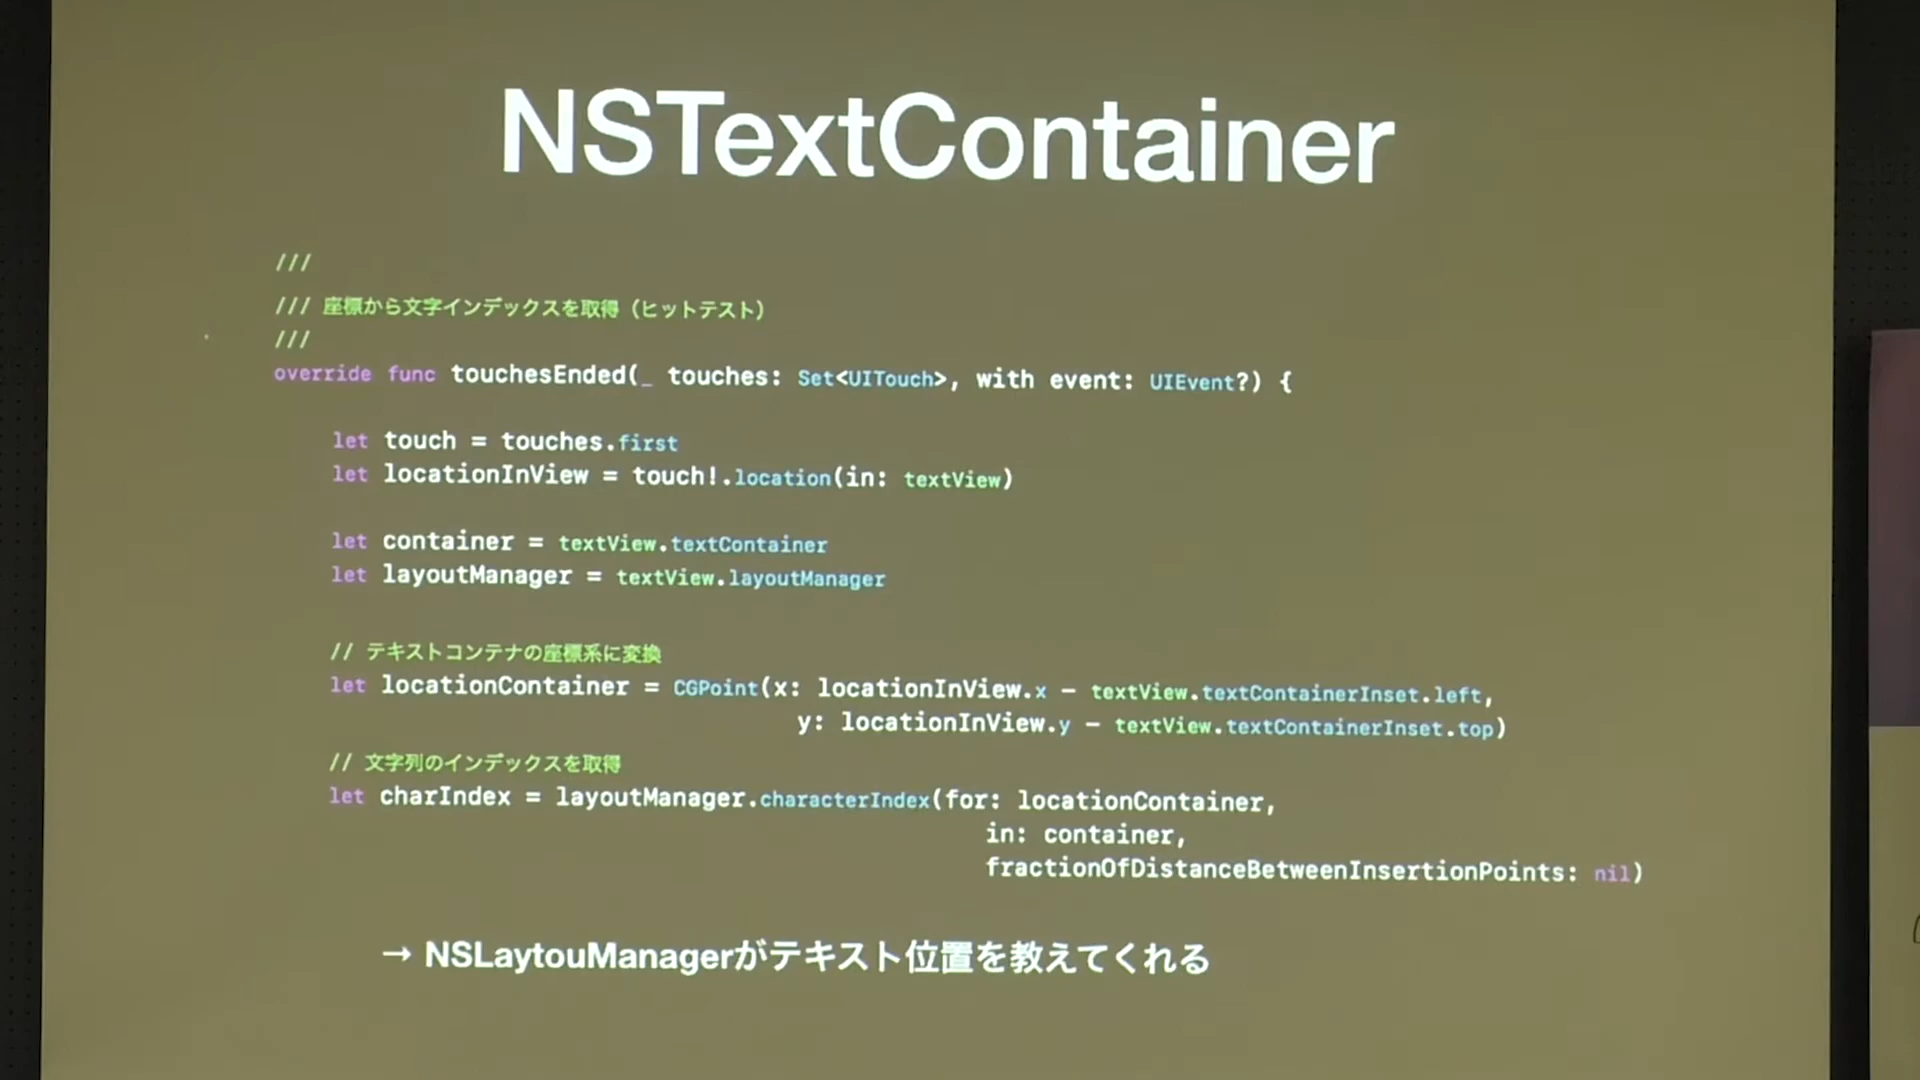 NSTextContainer
///
/// 座標から文字インデックスを取得（ヒットテスト）
///
override func touchesEnded(_ touches: Set<UITouch>, with event: UIEvent?) {
let touch = touches.first
let locationInView = touch!.location(in: textView)
let container = textView.textContainer
let layoutManager = textView.layoutManager
// テキストコンテナの座標系に変換
let locationContainer = CGPoint(x: locationInView.x - textView.textContainerInset.left,
y: locationInView.y - textView.textContainerInset.top)
// 文字列のインデックスを取得
let charIndex = layoutManager.characterIndex(for: locationContainer,
in: container,
fractionOfDistanceBetweenInsertionPoints: nil)
→ NSLaytouManagerがテキスト位置を教えてくれる